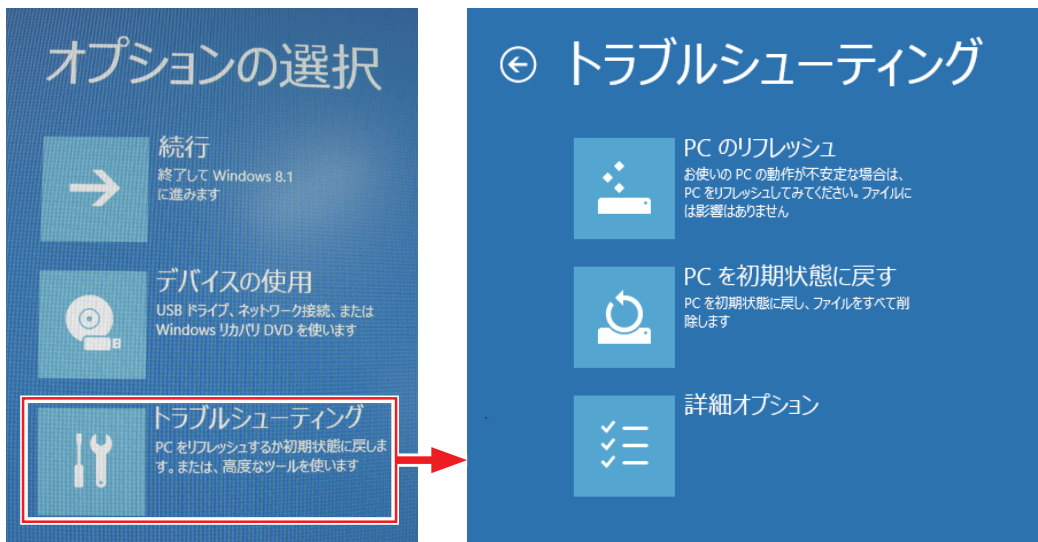 オプションの選択
続行
終了して Windows 8.1
に進みます
デバイスの使用
USB ドライブ、ネットワーク接続、または
Windows リカバリ DVD を使います
トラブルシューティング
PC をリフレッシュするか初期状態に戻しま
す。または、高度なツールを使います
トラブルシューティング
PC のリフレッシュ
お使いの PC の動作が不安定な場合は、
PC をリフレッシュしてみてください。ファイルに
は影響はありません
PC を初期状態に戻す
PC を初期状態に戻し、ファイルをすべて削
除します
詳細オプション